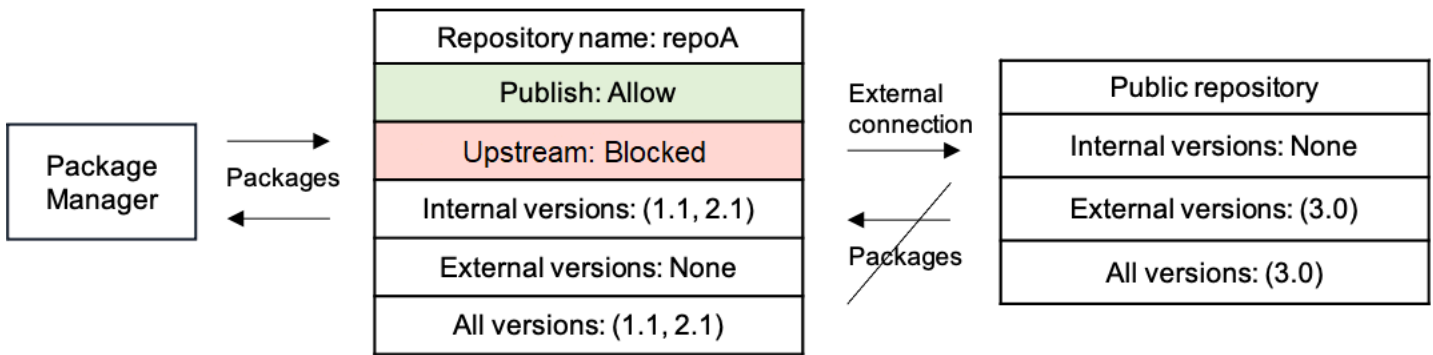 Package
Manager
Packages
Repository name: repoA
Publish: Allow
Upstream: Blocked
Internal versions: (1.1, 2.1)
External versions: None
All versions: (1.1, 2.1)
External
connection
Packages
Public repository
Internal versions: None
External versions: (3.0)
All versions: (3.0)